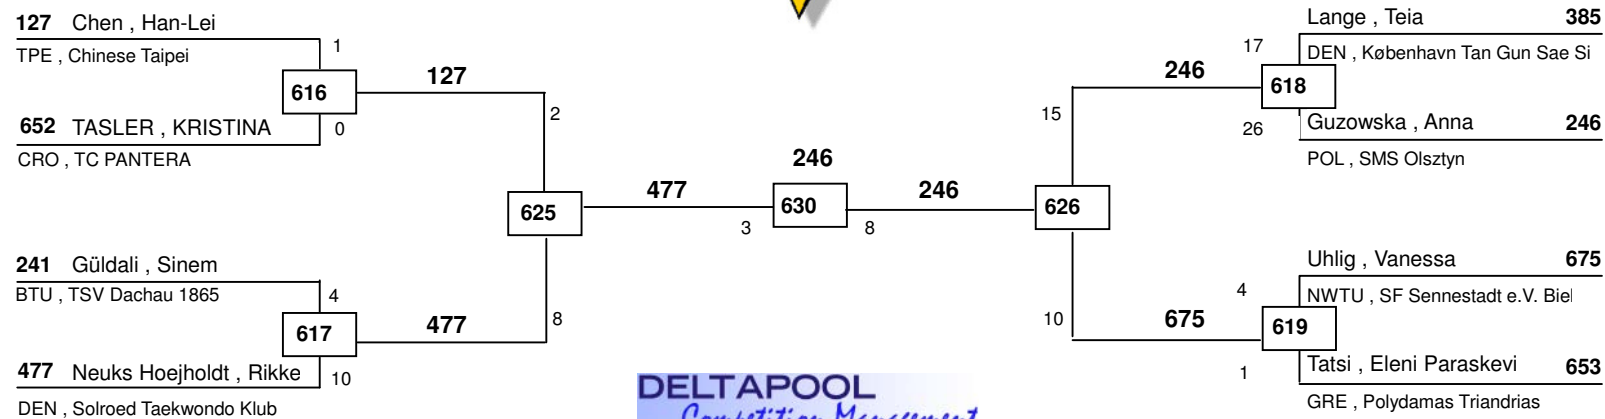 127 Chen , Han-Lei
TPE , Chinese Taipei
1
616
127
652 TASLER , KRISTINA
0
CRO , TC PANTERA
2
625
477
241 Güldali , Sinem
BTU , TSV Dachau 1865
4
617
477
8
477 Neuks Hoejholdt , Rikke
10
DEN , Solroed Taekwondo Klub
246
630
3
8
246
Lange , Teia 385
17
DEN , København Tan Gun Sae Si
246
618
15
26
Guzowska , Anna 246
POL , SMS Olsztyn
626
Uhlig , Vanessa 675
4
NWTU , SF Sennestadt e.V. Biel
10
675
619
1
Tatsi , Eleni Paraskevi 653
GRE , Polydamas Triandrias
DELTAPOOL
Competition Management